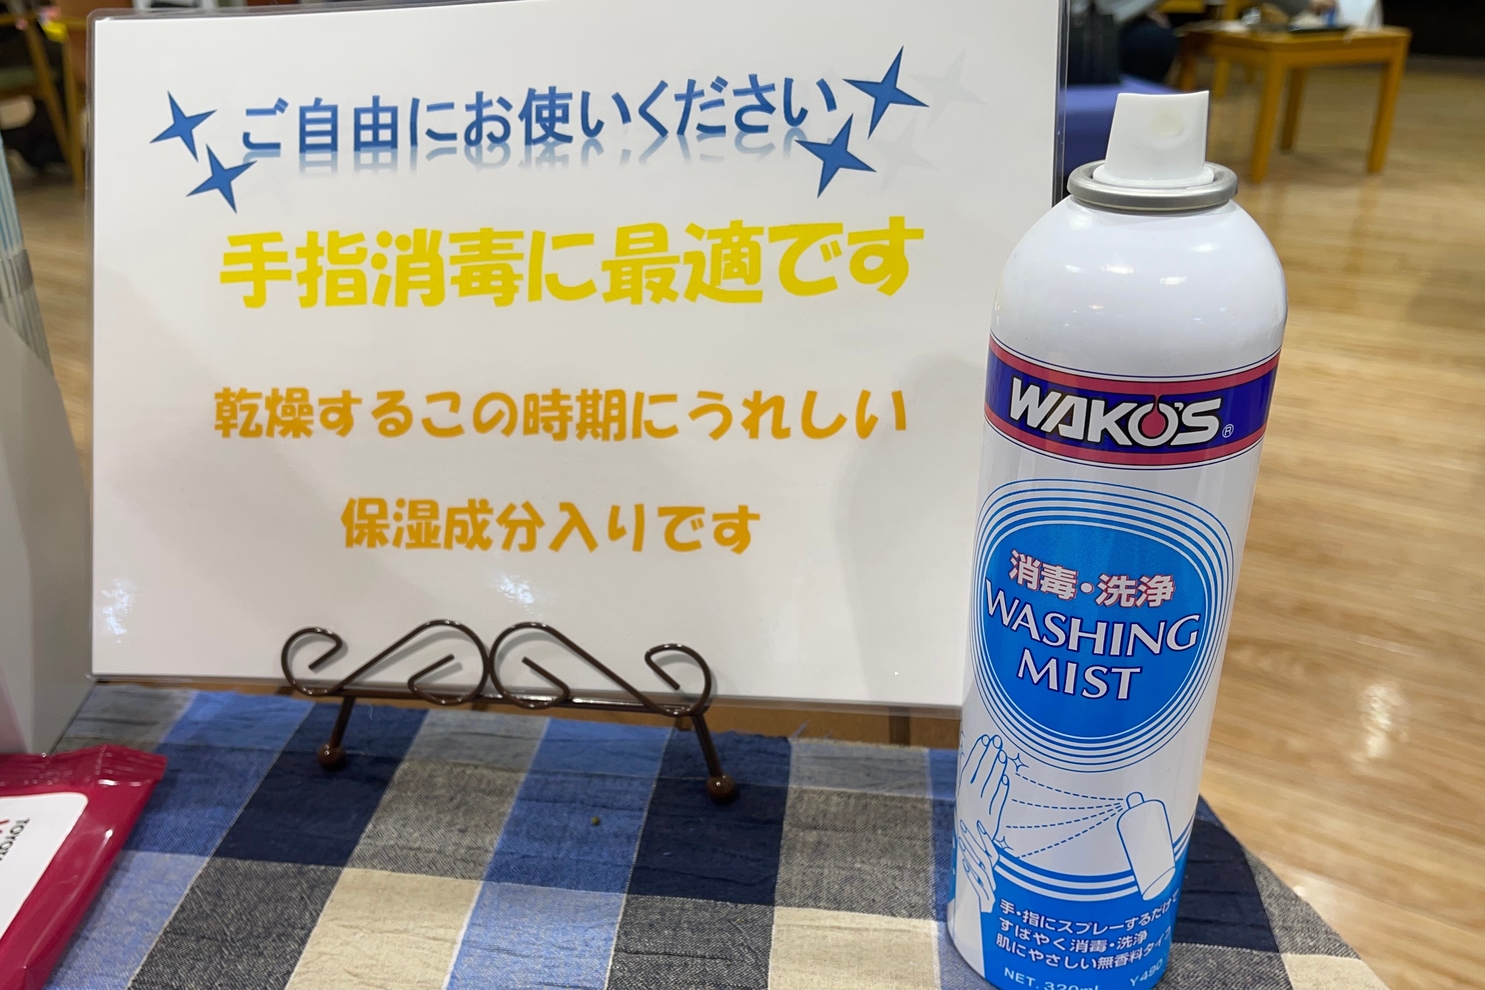 ご自由にお使いください
手指消毒に最適です
乾燥するこの時期にうれしい
保湿成分入りです
WAKO'S®
消毒・洗浄
WASHING
MIST
手・指にスプレーするだけで
すばやく消毒・洗浄
肌にやさしい無香料タイプ
NET. 320ml Y490
TOYOTA